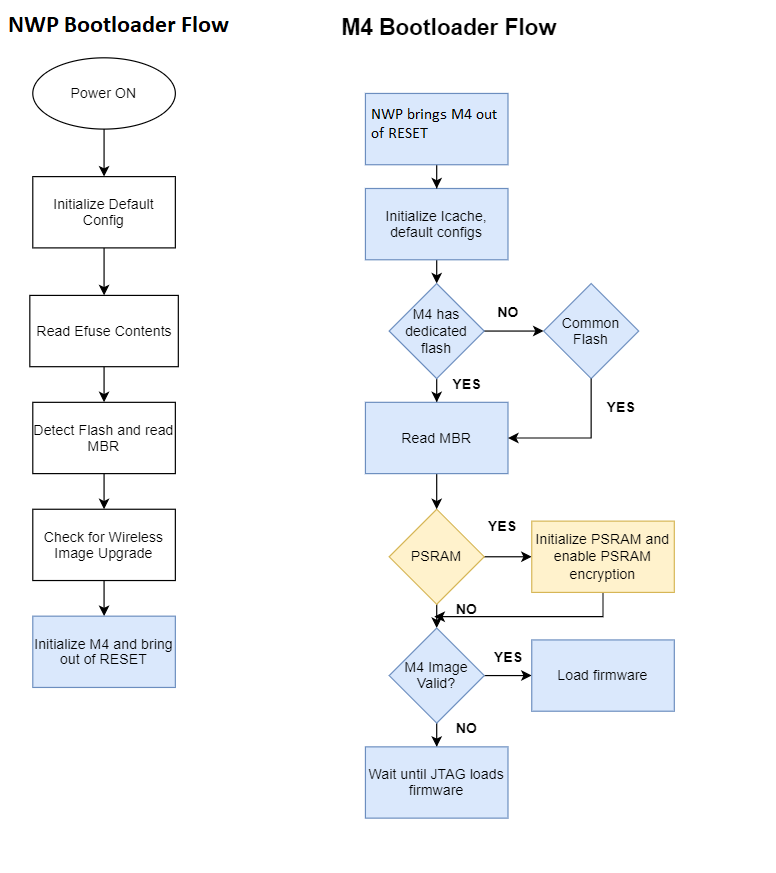 NWP Bootloader Flow
Power ON
Initialize Default
Config
Read Efuse Contents
Detect Flash and read
MBR
Check for Wireless
Image Upgrade
Initialize M4 and bring
out of RESET
M4 Bootloader Flow
NWP brings M4 out
of RESET
Initialize Icache,
default configs
M4 has
dedicated
flash
NO
Common
Flash
YES
YES
Read MBR
PSRAM
YES
Initialize PSRAM and
enable PSRAM
encryption
NO
M4 Image
Valid?
YES
Load firmware
NO
Wait until JTAG loads
firmware